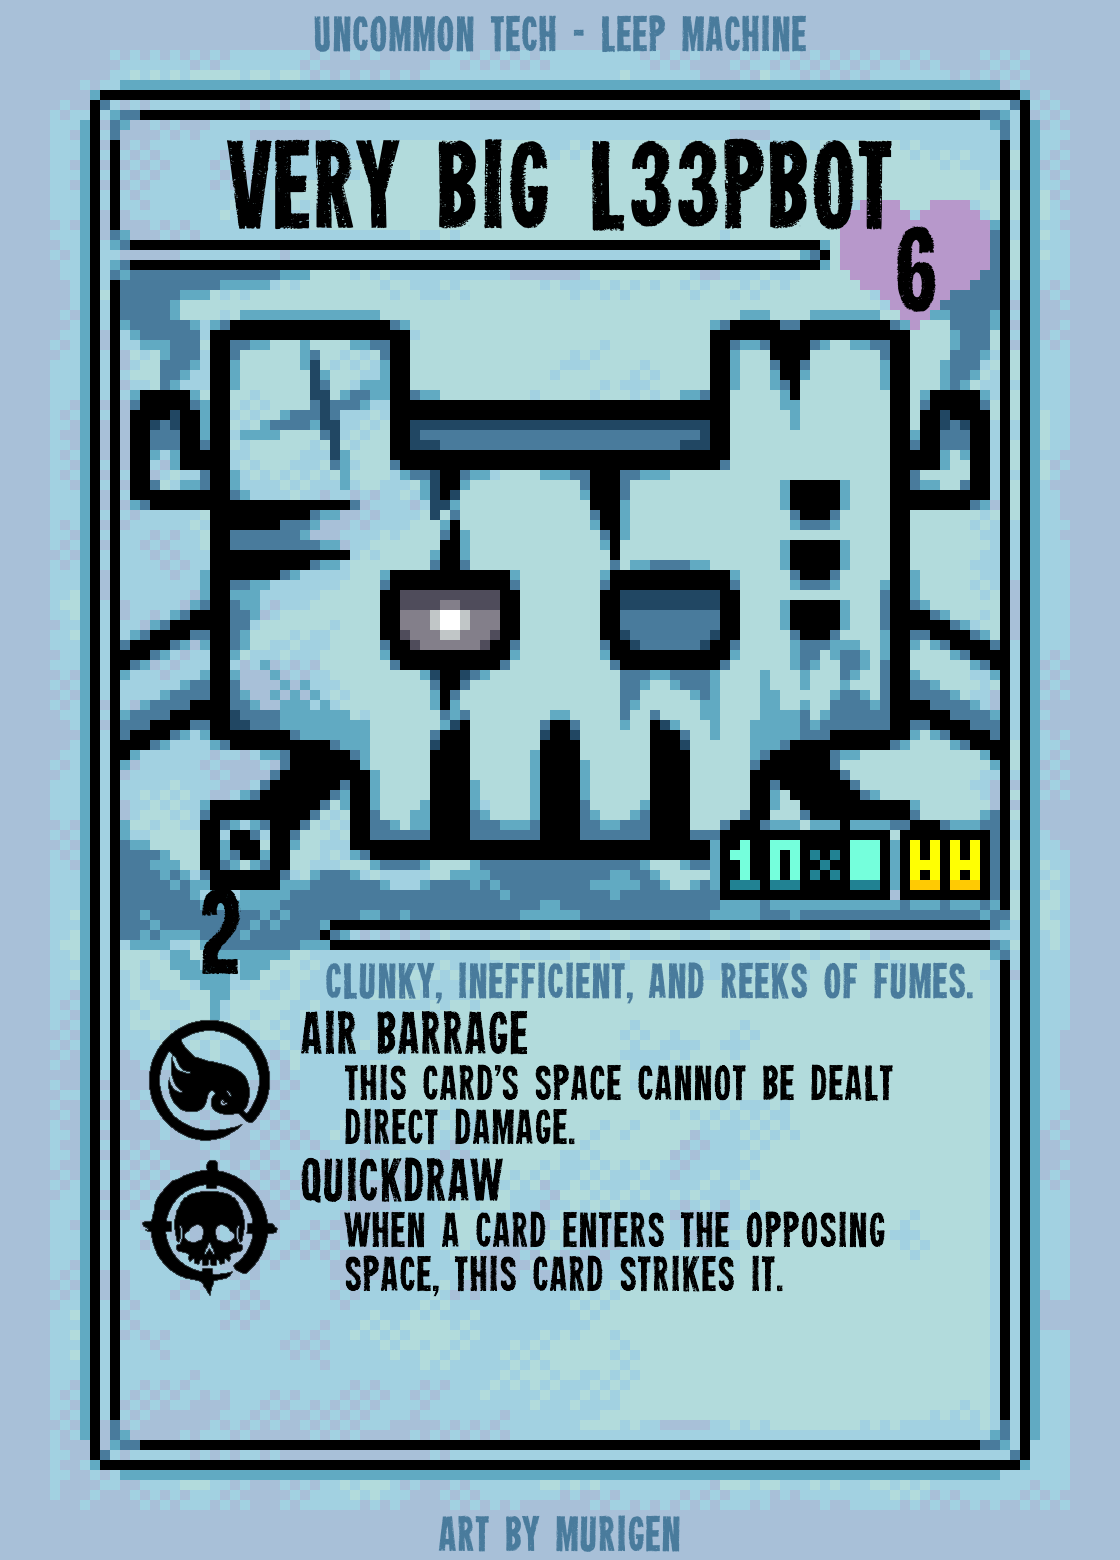 UNCOMMON TECH - LEEP MACHINE
VERY BIG L33PBOT
6
10×
2
CLUNKY, INEFFICIENT, AND REEKS OF FUMES.
AIR BARRAGE
THIS CARD'S SPACE CANNOT BE DEALT
DIRECT DAMAGE.
QUICKDRAW
WHEN A CARD ENTERS THE OPPOSING
SPACE, THIS CARD STRIKES IT.
ART BY MURIGEN